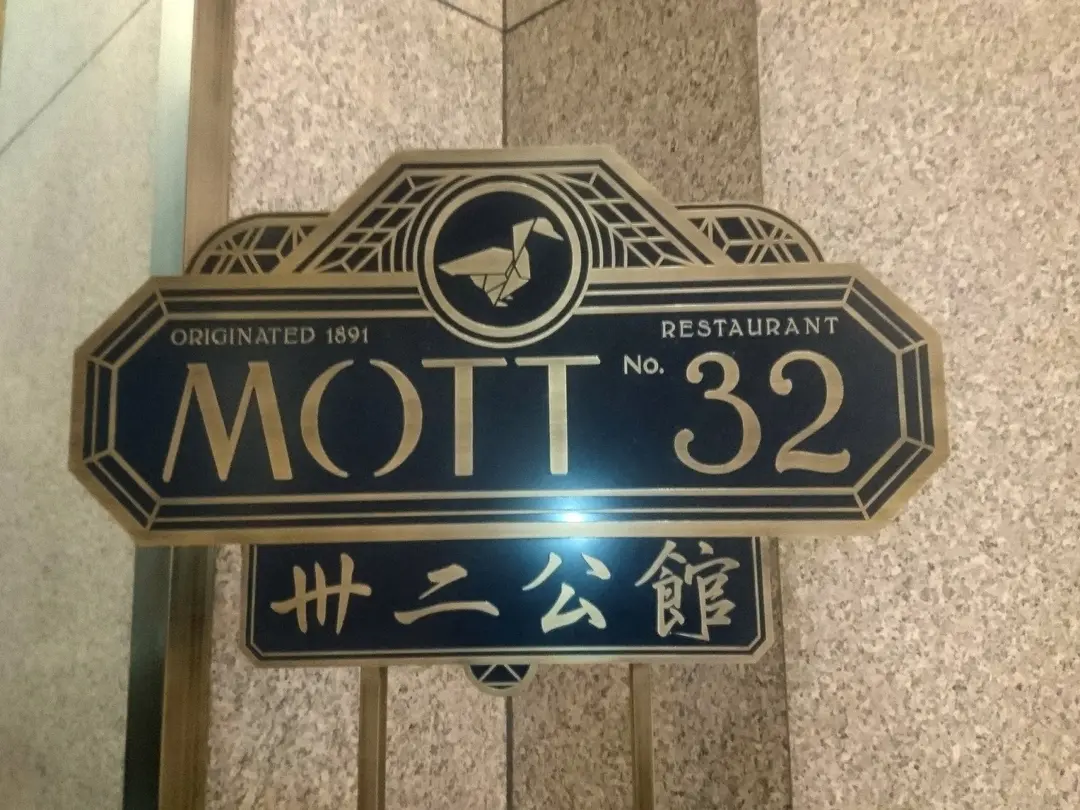 ORIGINATED 1891 RESTAURANT
MOTT No. 32
卅二公館